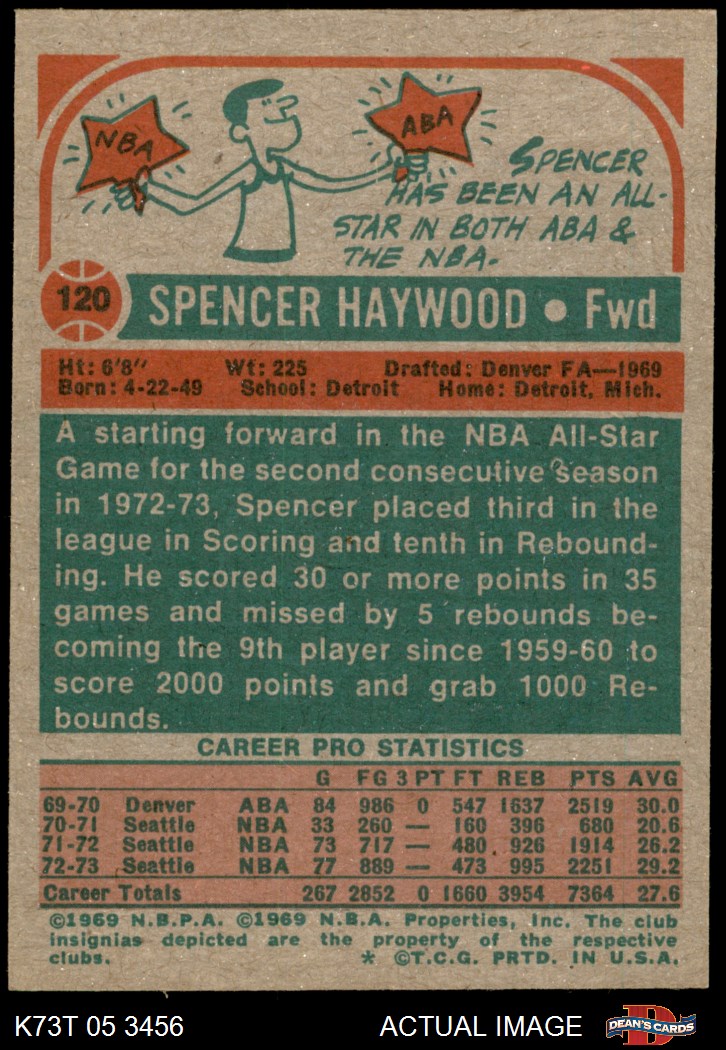 NBA
ABA
SPENCER
HAS BEEN AN ALL-
STAR IN BOTH ABA &
THE NBA.
120
SPENCER HAYWOOD • Fwd
Ht: 6'8" Wt: 225 Drafted: Denver FA—1969
Born: 4-22-49 School: Detroit Home: Detroit, Mich.
A starting forward in the NBA All-Star
Game for the second consecutive season
in 1972-73, Spencer placed third in the
league in Scoring and tenth in Rebound-
ing. He scored 30 or more points in 35
games and missed by 5 rebounds be-
coming the 9th player since 1959-60 to
score 2000 points and grab 1000 Re-
bounds.
CAREER PRO STATISTICS
G FG 3 PT FT REB PTS AVG
69-70 Denver ABA 84 986 0 547 1637 2519 30.0
70-71 Seattle NBA 33 260 — 160 396 680 20.6
71-72 Seattle NBA 73 717 — 480 926 1914 26.2
72-73 Seattle NBA 77 889 — 473 995 2251 29.2
Career Totals 267 2852 0 1660 3954 7364 27.6
©1969 N.B.P.A. ©1969 N.B.A. Properties, Inc. The club
insignias depicted are the property of the respective
clubs. * ©T.C.G. PRTD. IN U.S.A.
K73T 05 3456 ACTUAL IMAGE
D
DEAN'S CARDS